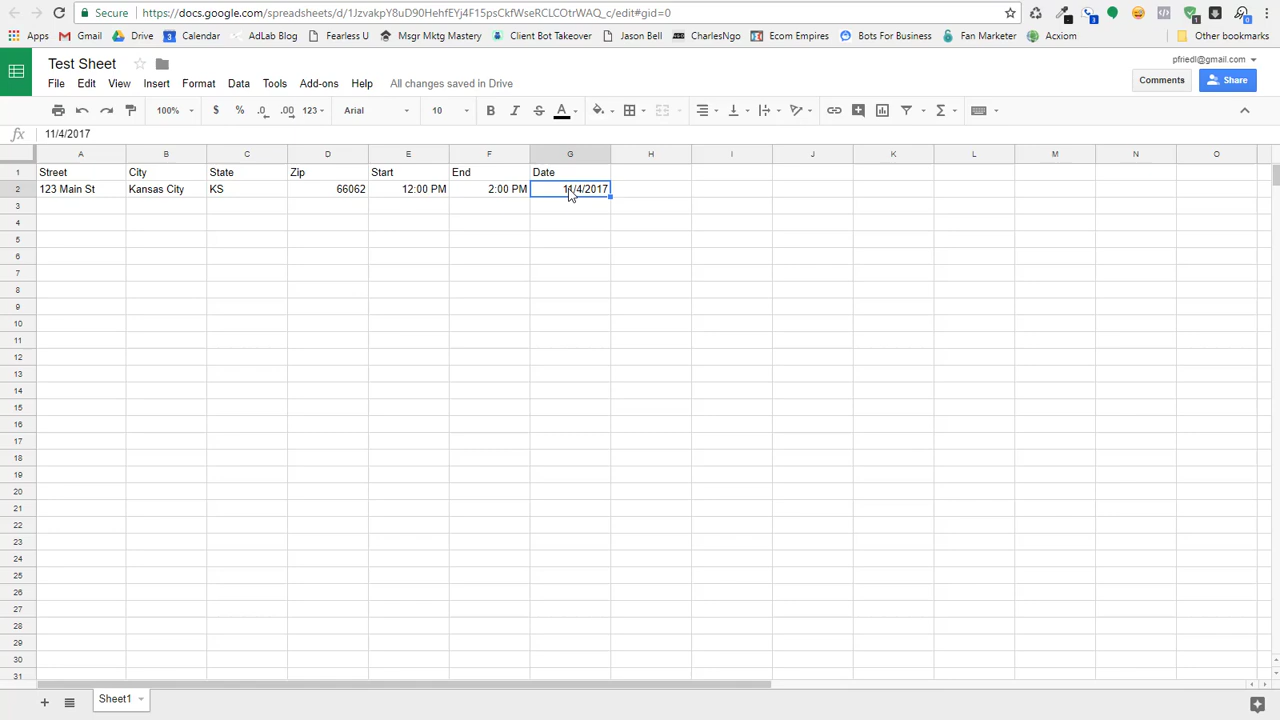 Secure https://docs.google.com/spreadsheets/d/1JzvakpY8uD90HehfEYj4F15psCkfWseRCLCOtrWAQ_c/edit#gid=0
Apps Gmail Drive Calendar AdLab Blog Fearless U Msgr Mktg Mastery Client Bot Takeover Jason Bell CharlesNgo Ecom Empires Bots For Business Fan Marketer Acxiom Other bookmarks
Test Sheet pfriedl@gmail.com
File Edit View Insert Format Data Tools Add-ons Help All changes saved in Drive Comments Share
100% $ % .0 .00 123 Arial 10 B I S A
fx 11/4/2017
A B C D E F G H I J K L M N O
1 Street City State Zip Start End Date
2 123 Main St Kansas City KS 66062 12:00 PM 2:00 PM 11/4/2017
3
4
5
6
7
8
9
10
11
12
13
14
15
16
17
18
19
20
21
22
23
24
25
26
27
28
29
30
31
Sheet1